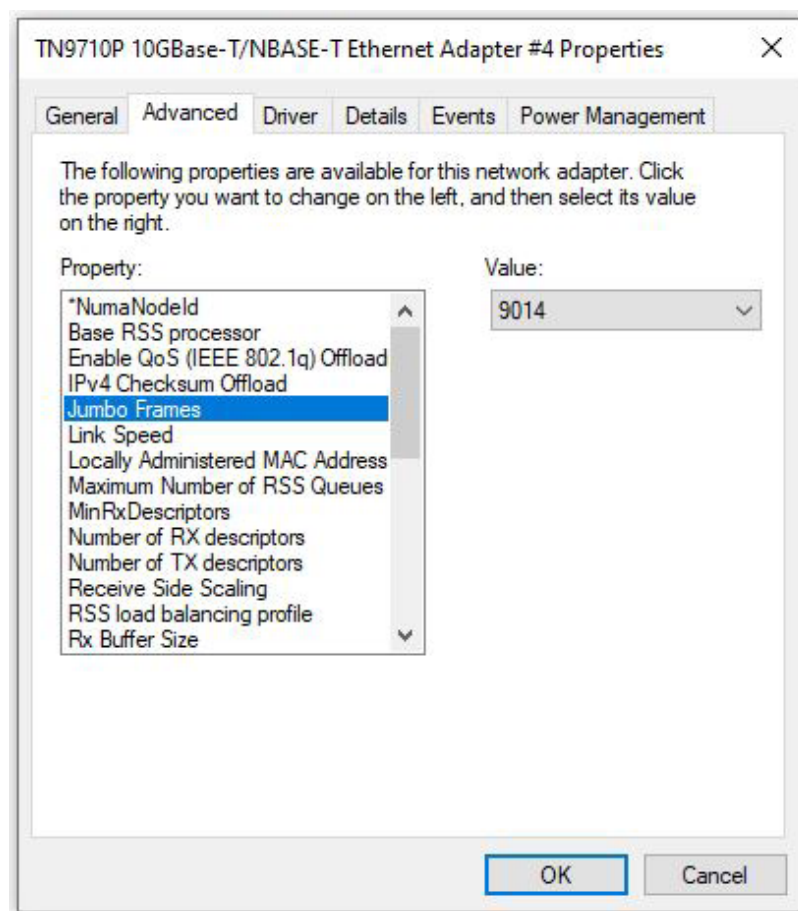 TN9710P 10GBase-T/NBASE-T Ethernet Adapter #4 Properties
General Advanced Driver Details Events Power Management
The following properties are available for this network adapter. Click
the property you want to change on the left, and then select its value
on the right.
Property:
Value:
*NumaNodeId
9014
Base RSS processor
Enable QoS (IEEE 802.1q) Offload
IPv4 Checksum Offload
Jumbo Frames
Link Speed
Locally Administered MAC Address
Maximum Number of RSS Queues
MinRxDescriptors
Number of RX descriptors
Number of TX descriptors
Receive Side Scaling
RSS load balancing profile
Rx Buffer Size
OK
Cancel